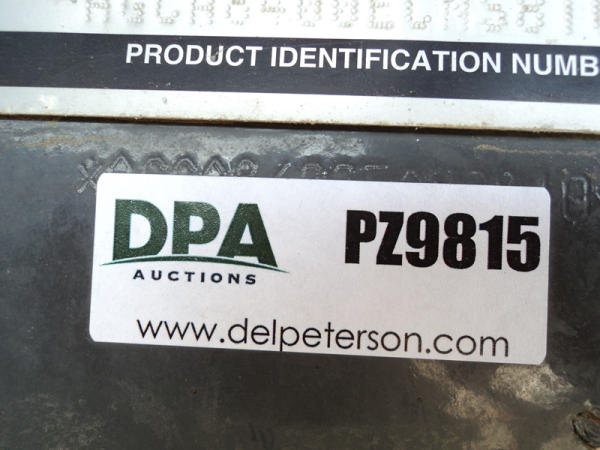 PRODUCT IDENTIFICATION NUMB
DPA
AUCTIONS
PZ9815
www.delpeterson.com